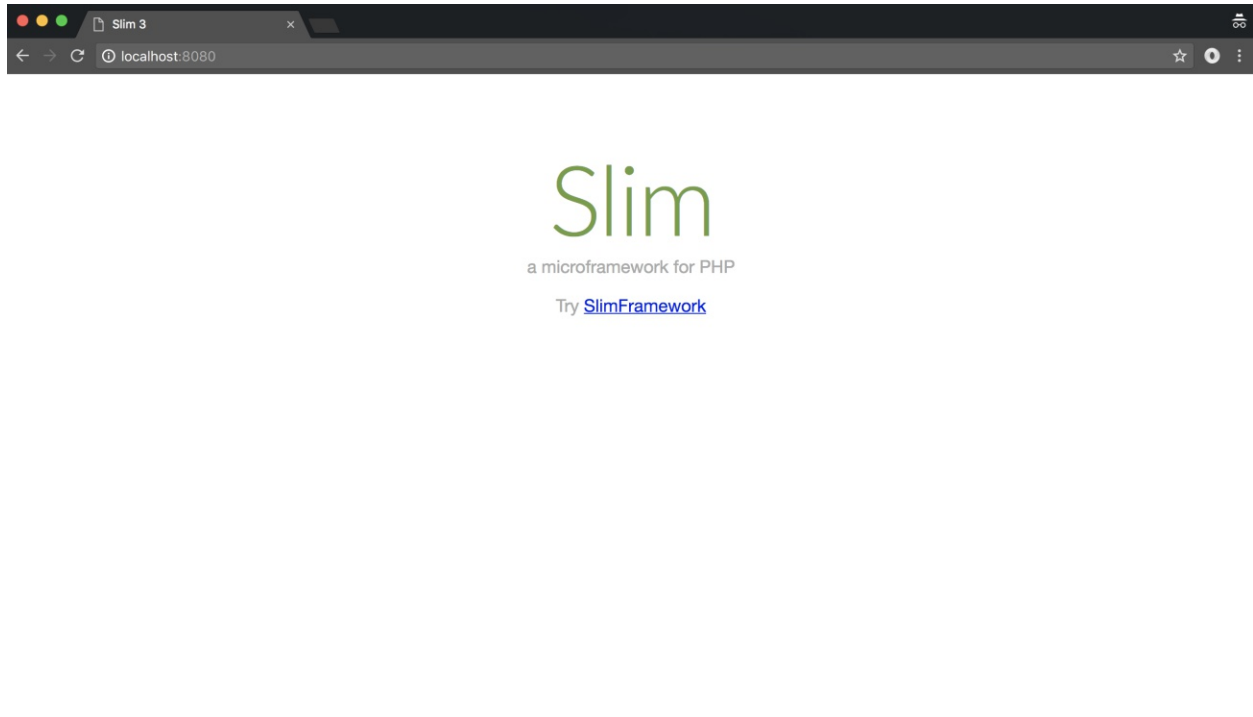 Slim 3
localhost:8080
Slim
a microframework for PHP
Try SlimFramework